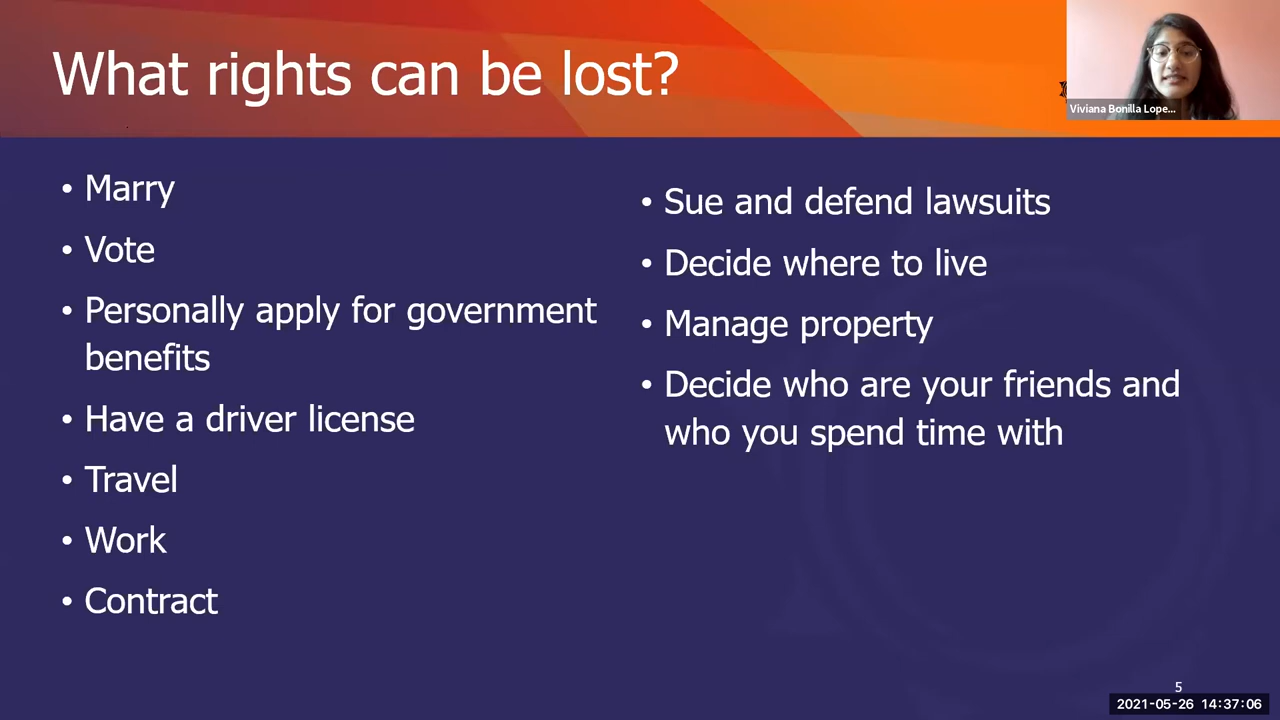 What rights can be lost?
Viviana Bonilla Lope...
• Marry
• Vote
• Personally apply for government
benefits
• Have a driver license
• Travel
• Work
• Contract
• Sue and defend lawsuits
• Decide where to live
• Manage property
• Decide who are your friends and
who you spend time with
5
2021-05-26 14:37:06